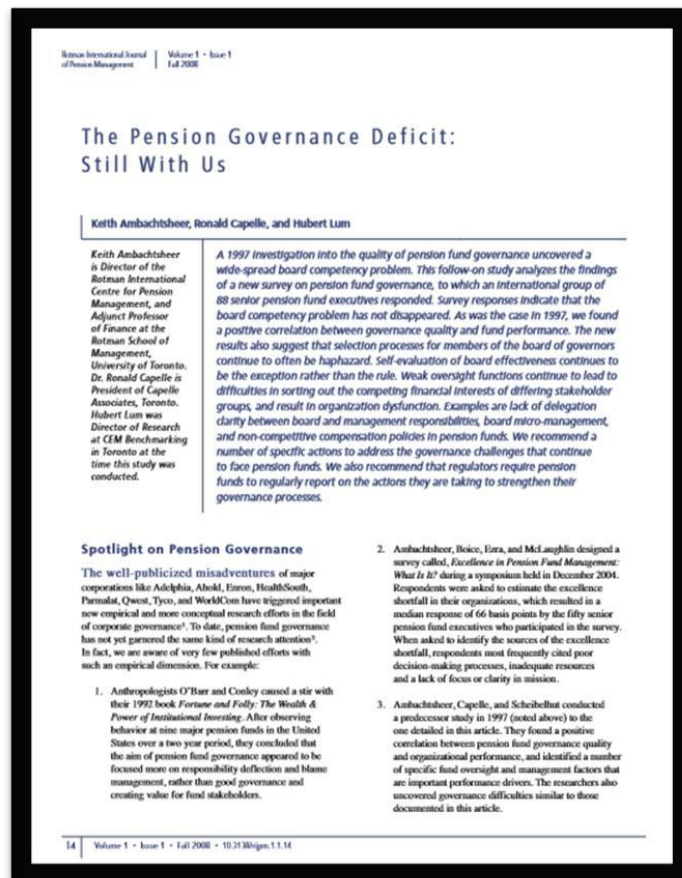 Rotman International Journal
of Pension Management
Volume 1 • Issue 1
Fall 2008
The Pension Governance Deficit:
Still With Us
Keith Ambachtsheer, Ronald Capelle, and Hubert Lum
Keith Ambachtsheer
is Director of the
Rotman International
Centre for Pension
Management, and
Adjunct Professor
of Finance at the
Rotman School of
Management,
University of Toronto.
Dr. Ronald Capelle is
President of Capelle
Associates, Toronto.
Hubert Lum was
Director of Research
at CEM Benchmarking
in Toronto at the
time this study was
conducted.
A 1997 investigation into the quality of pension fund governance uncovered a
wide-spread board competency problem. This follow-on study analyzes the findings
of a new survey on pension fund governance, to which an international group of
88 senior pension fund executives responded. Survey responses indicate that the
board competency problem has not disappeared. As was the case in 1997, we found
a positive correlation between governance quality and fund performance. The new
results also suggest that selection processes for members of the board of governors
continue to often be haphazard. Self-evaluation of board effectiveness continues to
be the exception rather than the rule. Weak oversight functions continue to lead to
difficulties in sorting out the competing financial interests of differing stakeholder
groups, and result in organization dysfunction. Examples are lack of delegation
clarity between board and management responsibilities, board micro-management,
and non-competitive compensation policies in pension funds. We recommend a
number of specific actions to address the governance challenges that continue
to face pension funds. We also recommend that regulators require pension
funds to regularly report on the actions they are taking to strengthen their
governance processes.
Spotlight on Pension Governance
The well-publicized misadventures of major
corporations like Adelphia, Ahold, Enron, HealthSouth,
Parmalat, Qwest, Tyco, and WorldCom have triggered important
new empirical and more conceptual research efforts in the field
of corporate governance¹. To date, pension fund governance
has not yet garnered the same kind of research attention².
In fact, we are aware of very few published efforts with
such an empirical dimension. For example:
1. Anthropologists O'Barr and Conley caused a stir with
their 1992 book Fortune and Folly: The Wealth &
Power of Institutional Investing. After observing
behavior at nine major pension funds in the United
States over a two year period, they concluded that
the aim of pension fund governance appeared to be
focused more on responsibility deflection and blame
management, rather than good governance and
creating value for fund stakeholders.
2. Ambachtsheer, Boice, Ezra, and McLaughlin designed a
survey called, Excellence in Pension Fund Management:
What Is It? during a symposium held in December 2004.
Respondents were asked to estimate the excellence
shortfall in their organizations, which resulted in a
median response of 66 basis points by the fifty senior
pension fund executives who participated in the survey.
When asked to identify the sources of the excellence
shortfall, respondents most frequently cited poor
decision-making processes, inadequate resources
and a lack of focus or clarity in mission.
3. Ambachtsheer, Capelle, and Scheibelhut conducted
a predecessor study in 1997 (noted above) to the
one detailed in this article. They found a positive
correlation between pension fund governance quality
and organizational performance, and identified a number
of specific fund oversight and management factors that
are important performance drivers. The researchers also
uncovered governance difficulties similar to those
documented in this article.
14 Volume 1 • Issue 1 • Fall 2008 • 10.3138/rijpm.1.1.14